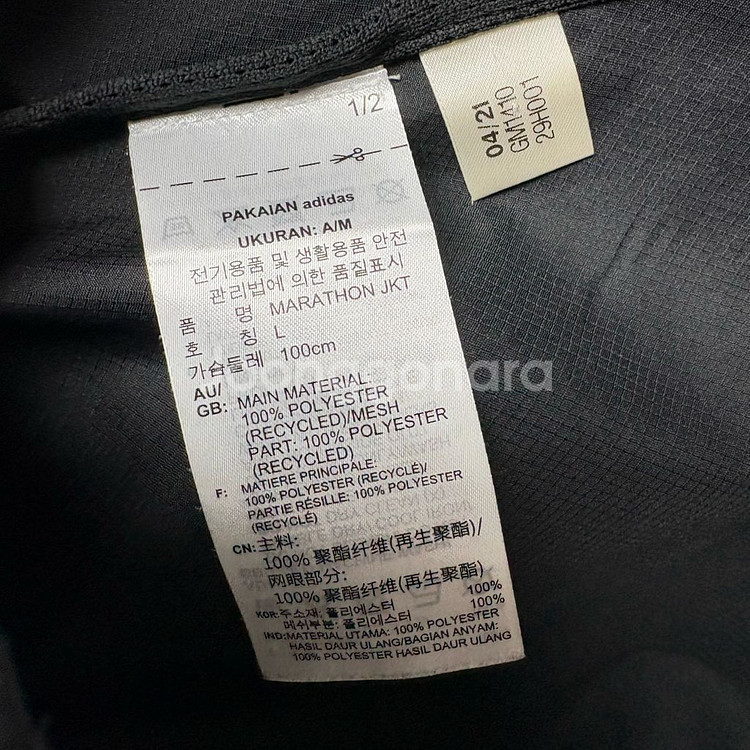 1/2
PAKAIAN adidas
UKURAN: A/M
전기용품 및 생활용품 안전
관리법에 의한 품질표시
품 명 MARATHON JKT
호 칭 L
가슴둘레 100cm
AU/
GB: MAIN MATERIAL:
100% POLYESTER
(RECYCLED)/MESH
PART: 100% POLYESTER
(RECYCLED)
F: MATIERE PRINCIPALE:
100% POLYESTER (RECYCLÉ)/
PARTIE RÉSILLE: 100% POLYESTER
(RECYCLÉ)
CN: 主料:
100% 聚酯纤维(再生聚酯)/
网眼部分:
100% 聚酯纤维(再生聚酯)
KOR: 주소재: 폴리에스터 100%
메쉬부분: 폴리에스터 100%
IND: MATERIAL UTAMA: 100% POLYESTER
HASIL DAUR ULANG/BAGIAN ANYAM:
100% POLYESTER HASIL DAUR ULANG
04/21
GM1410
29H001